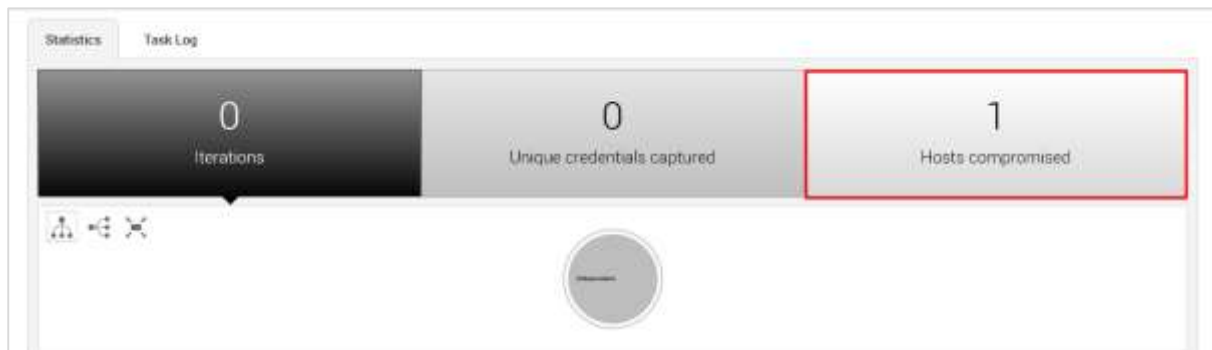 Statistics Task Log
0 0 1
Iterations Unique credentials captured Hosts compromised